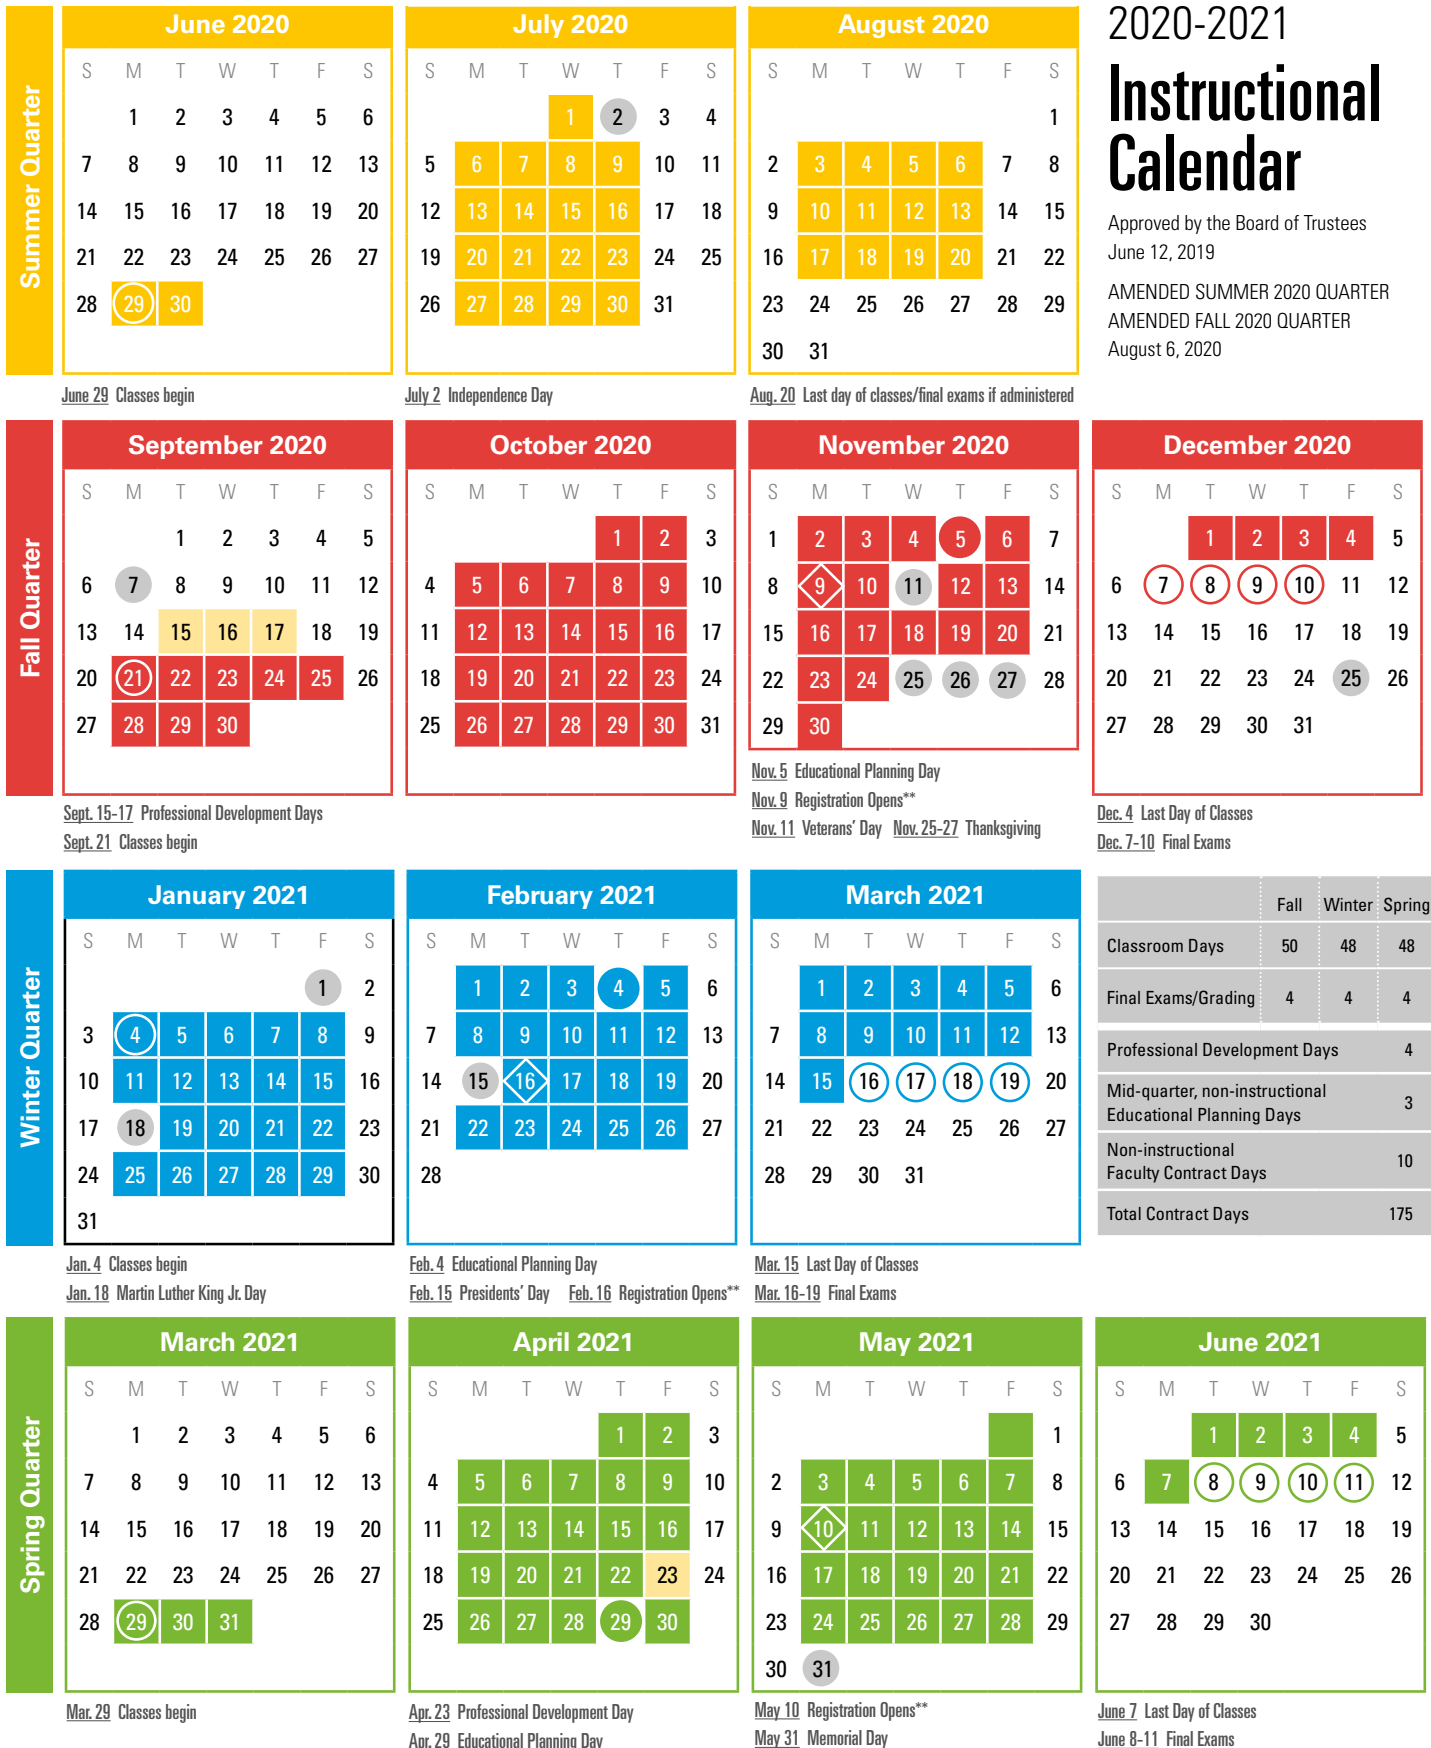 2020-2021
Instructional
Calendar
Approved by the Board of Trustees
June 12, 2019
AMENDED SUMMER 2020 QUARTER
AMENDED FALL 2020 QUARTER
August 6, 2020
Summer Quarter
June 2020
S M T W T F S
1 2 3 4 5 6
7 8 9 10 11 12 13
14 15 16 17 18 19 20
21 22 23 24 25 26 27
28 29 30
June 29 Classes begin
July 2020
S M T W T F S
1 2 3 4
5 6 7 8 9 10 11
12 13 14 15 16 17 18
19 20 21 22 23 24 25
26 27 28 29 30 31
July 2 Independence Day
August 2020
S M T W T F S
1
2 3 4 5 6 7 8
9 10 11 12 13 14 15
16 17 18 19 20 21 22
23 24 25 26 27 28 29
30 31
Aug. 20 Last day of classes/final exams if administered
Fall Quarter
September 2020
S M T W T F S
1 2 3 4 5
6 7 8 9 10 11 12
13 14 15 16 17 18 19
20 21 22 23 24 25 26
27 28 29 30
Sept. 15-17 Professional Development Days
Sept. 21 Classes begin
October 2020
S M T W T F S
1 2 3
4 5 6 7 8 9 10
11 12 13 14 15 16 17
18 19 20 21 22 23 24
25 26 27 28 29 30 31
November 2020
S M T W T F S
1 2 3 4 5 6 7
8 9 10 11 12 13 14
15 16 17 18 19 20 21
22 23 24 25 26 27 28
29 30
Nov. 5 Educational Planning Day
Nov. 9 Registration Opens**
Nov. 11 Veterans' Day Nov. 25-27 Thanksgiving
December 2020
S M T W T F S
1 2 3 4 5
6 7 8 9 10 11 12
13 14 15 16 17 18 19
20 21 22 23 24 25 26
27 28 29 30 31
Dec. 4 Last Day of Classes
Dec. 7-10 Final Exams
Winter Quarter
January 2021
S M T W T F S
1 2
3 4 5 6 7 8 9
10 11 12 13 14 15 16
17 18 19 20 21 22 23
24 25 26 27 28 29 30
31
Jan. 4 Classes begin
Jan. 18 Martin Luther King Jr. Day
February 2021
S M T W T F S
1 2 3 4 5 6
7 8 9 10 11 12 13
14 15 16 17 18 19 20
21 22 23 24 25 26 27
28
Feb. 4 Educational Planning Day
Feb. 15 Presidents' Day Feb. 16 Registration Opens**
March 2021
S M T W T F S
1 2 3 4 5 6
7 8 9 10 11 12 13
14 15 16 17 18 19 20
21 22 23 24 25 26 27
28 29 30 31
Mar. 15 Last Day of Classes
Mar. 16-19 Final Exams
Fall Winter Spring
Classroom Days 50 48 48
Final Exams/Grading 4 4 4
Professional Development Days 4
Mid-quarter, non-instructional
Educational Planning Days 3
Non-instructional
Faculty Contract Days 10
Total Contract Days 175
Spring Quarter
March 2021
S M T W T F S
1 2 3 4 5 6
7 8 9 10 11 12 13
14 15 16 17 18 19 20
21 22 23 24 25 26 27
28 29 30 31
Mar. 29 Classes begin
April 2021
S M T W T F S
1 2 3
4 5 6 7 8 9 10
11 12 13 14 15 16 17
18 19 20 21 22 23 24
25 26 27 28 29 30
Apr. 23 Professional Development Day
Apr. 29 Educational Planning Day
May 2021
S M T W T F S
1
2 3 4 5 6 7 8
9 10 11 12 13 14 15
16 17 18 19 20 21 22
23 24 25 26 27 28 29
30 31
May 10 Registration Opens**
May 31 Memorial Day
June 2021
S M T W T F S
1 2 3 4 5
6 7 8 9 10 11 12
13 14 15 16 17 18 19
20 21 22 23 24 25 26
27 28 29 30
June 7 Last Day of Classes
June 8-11 Final Exams